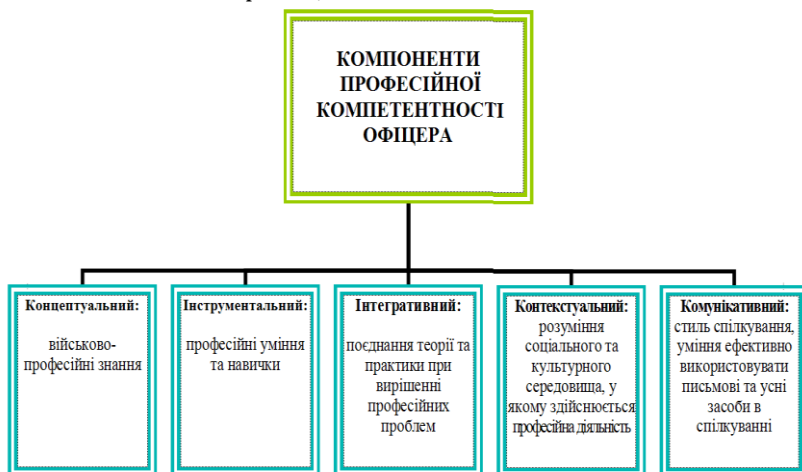 КОМПОНЕНТИ
ПРОФЕСІЙНОЇ
КОМПЕТЕНТНОСТІ
ОФІЦЕРА
Концептуальний:
військово-
професійні знання
Інструментальний:
професійні уміння
та навички
Інтегративний:
поєднання теорії та
практики при
вирішенні
професійних
проблем
Контекстуальний:
розуміння
соціального та
культурного
середовища, у
якому здійснюється
професійна діяльність
Комунікативний:
стиль спілкування,
уміння ефективно
використовувати
письмові та усні
засоби в
спілкуванні